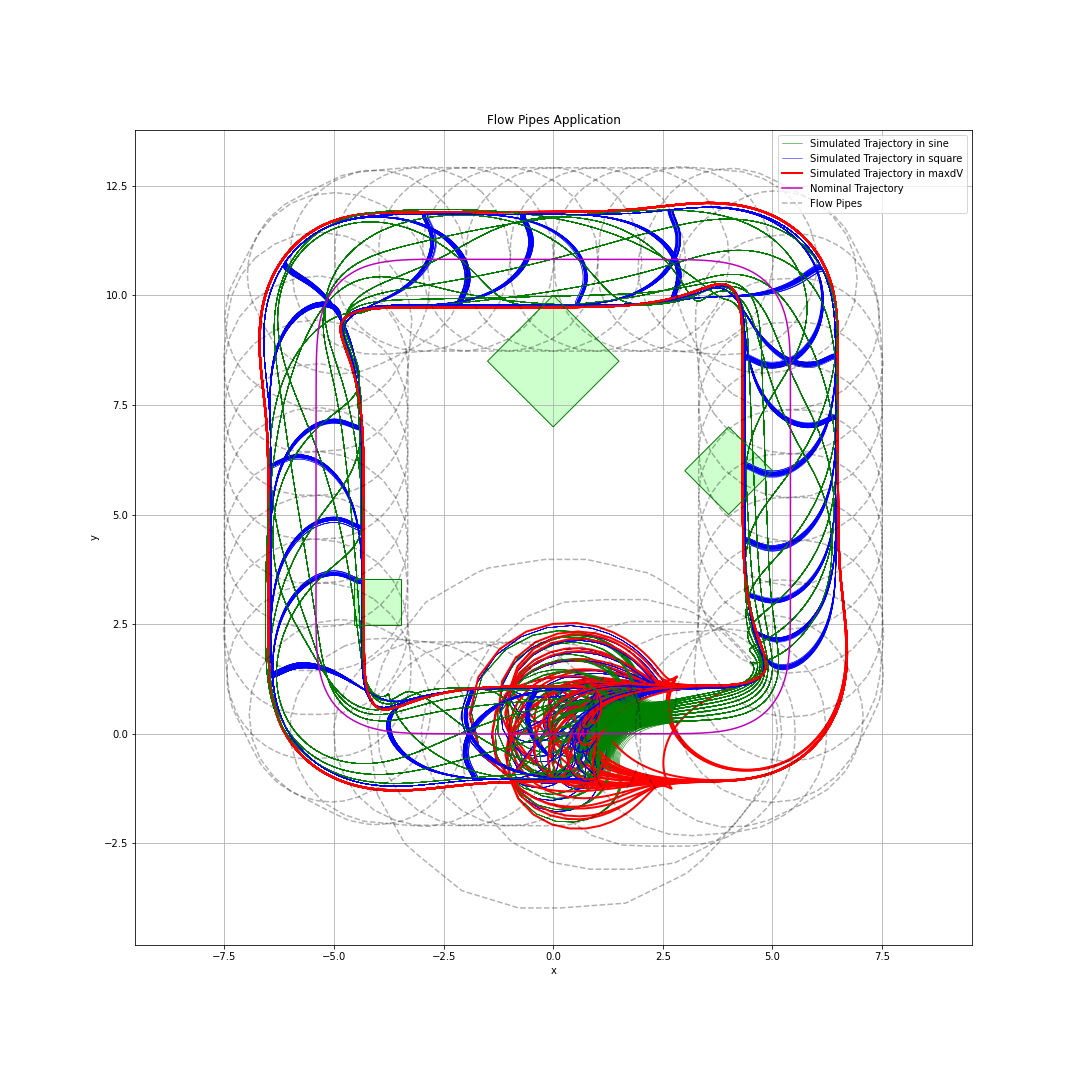 Flow Pipes Application
Simulated Trajectory in sine
Simulated Trajectory in square
Simulated Trajectory in maxdV
Nominal Trajectory
Flow Pipes
12.5
10.0
7.5
5.0
2.5
0.0
−2.5
y
−7.5 −5.0 −2.5 0.0 2.5 5.0 7.5
x